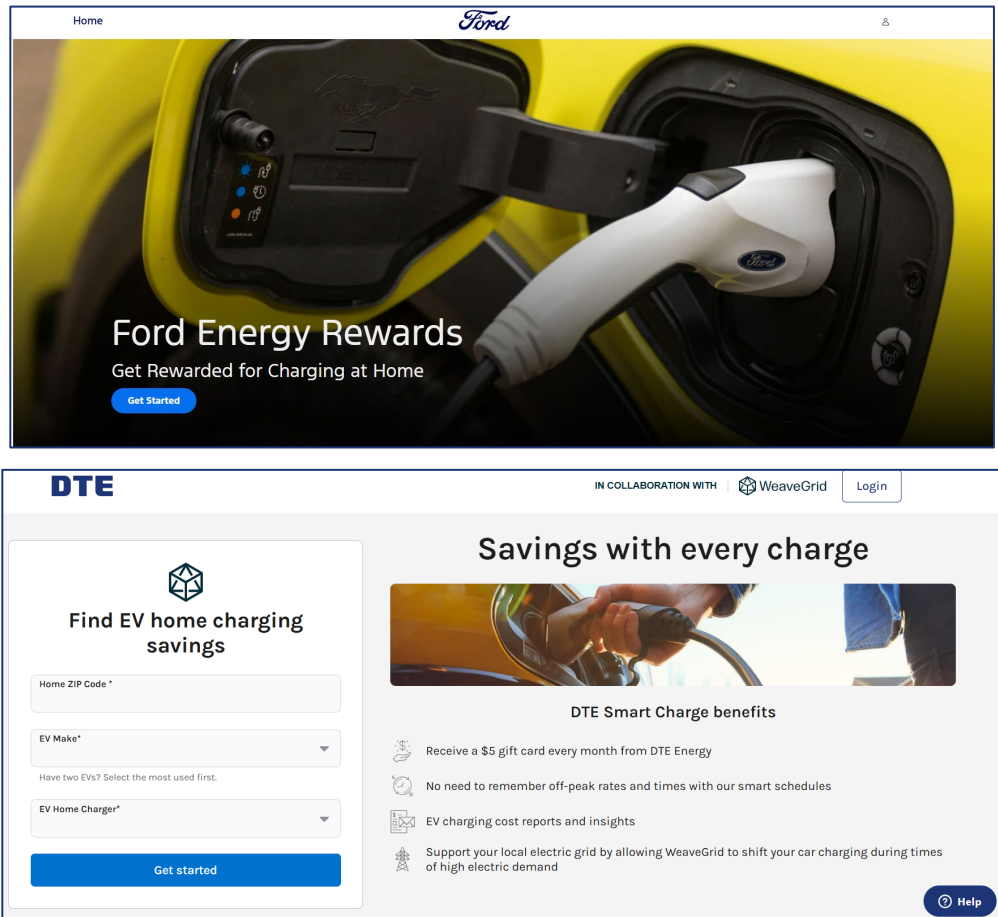 Home
Ford
Ford
Ford Energy Rewards
Get Rewarded for Charging at Home
Get Started
DTE
IN COLLABORATION WITH
WeaveGrid
Login
Find EV home charging
savings
Home ZIP Code *
EV Make*
Have two EVs? Select the most used first.
EV Home Charger*
Get started
Savings with every charge
DTE Smart Charge benefits
Receive a $5 gift card every month from DTE Energy
No need to remember off-peak rates and times with our smart schedules
EV charging cost reports and insights
Support your local electric grid by allowing WeaveGrid to shift your car charging during times
of high electric demand
Help